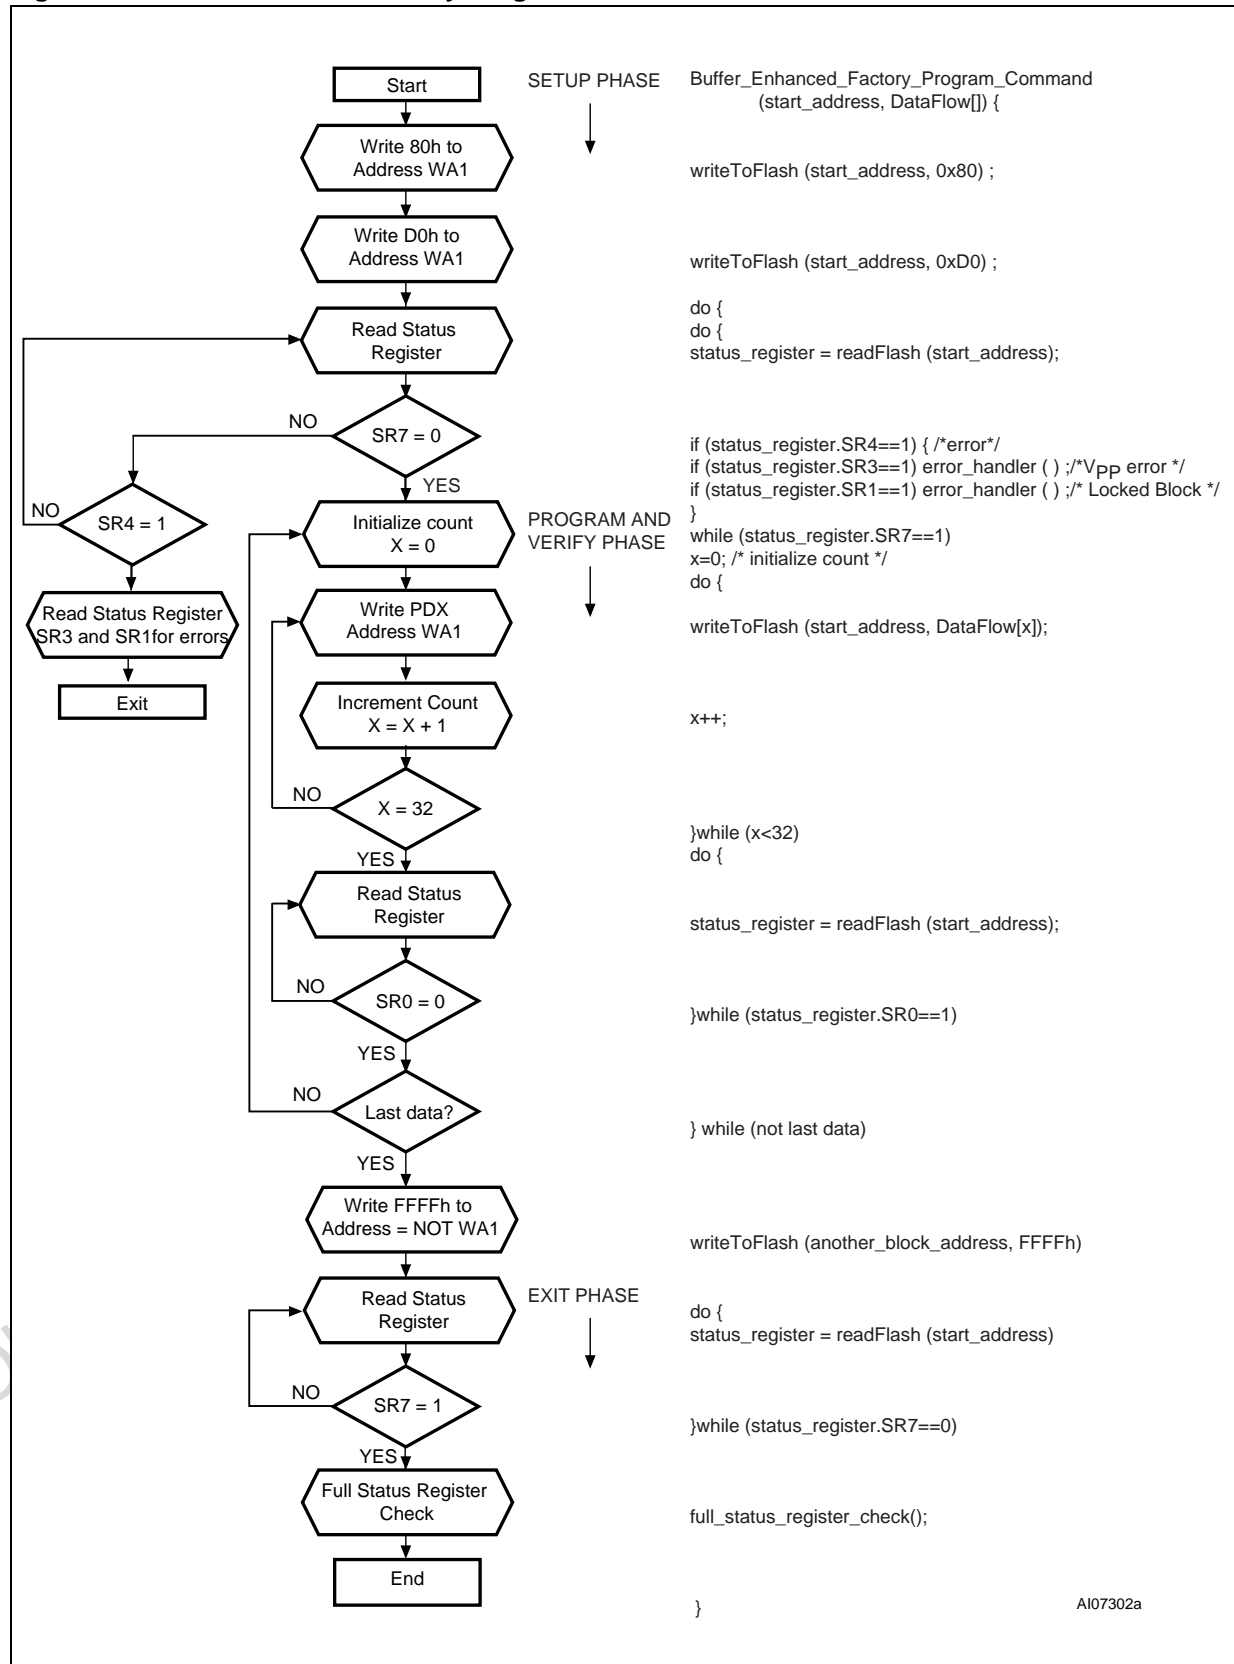 Start
SETUP PHASE
Buffer_Enhanced_Factory_Program_Command
(start_address, DataFlow[]) {
Write 80h to
Address WA1
writeToFlash (start_address, 0x80) ;
Write D0h to
Address WA1
writeToFlash (start_address, 0xD0) ;
do {
do {
Read Status
Register
status_register = readFlash (start_address);
NO
SR7 = 0
YES
if (status_register.SR4==1) { /*error*/
if (status_register.SR3==1) error_handler ( ) ;/*VPP error */
if (status_register.SR1==1) error_handler ( ) ;/* Locked Block */
}
NO
SR4 = 1
Initialize count
X = 0
PROGRAM AND
VERIFY PHASE
while (status_register.SR7==1)
x=0; /* initialize count */
do {
Read Status Register
SR3 and SR1for errors
Exit
Write PDX
Address WA1
writeToFlash (start_address, DataFlow[x]);
Increment Count
X = X + 1
x++;
NO
X = 32
YES
}while (x<32)
do {
Read Status
Register
status_register = readFlash (start_address);
NO
SR0 = 0
YES
}while (status_register.SR0==1)
NO
Last data?
YES
} while (not last data)
Write FFFFh to
Address = NOT WA1
writeToFlash (another_block_address, FFFFh)
Read Status
Register
EXIT PHASE
do {
status_register = readFlash (start_address)
NO
SR7 = 1
YES
}while (status_register.SR7==0)
Full Status Register
Check
full_status_register_check();
End
}
AI07302a